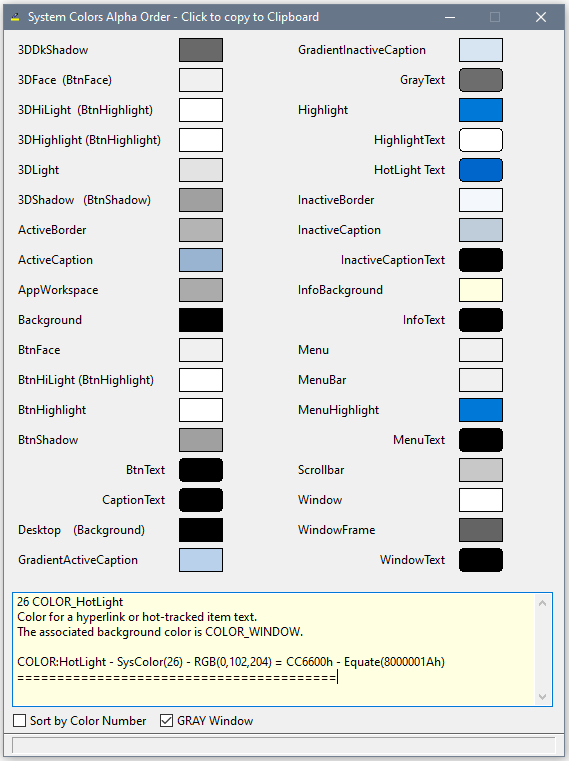 System Colors Alpha Order - Click to copy to Clipboard
3DDkShadow
3DFace (BtnFace)
3DHiLight (BtnHighlight)
3DHighlight (BtnHighlight)
3DLight
3DShadow (BtnShadow)
ActiveBorder
ActiveCaption
AppWorkspace
Background
BtnFace
BtnHiLight (BtnHighlight)
BtnHighlight
BtnShadow
BtnText
CaptionText
Desktop (Background)
GradientActiveCaption
GradientInactiveCaption
GrayText
Highlight
HighlightText
HotLight Text
InactiveBorder
InactiveCaption
InactiveCaptionText
InfoBackground
InfoText
Menu
MenuBar
MenuHighlight
MenuText
Scrollbar
Window
WindowFrame
WindowText
26 COLOR_HotLight
Color for a hyperlink or hot-tracked item text.
The associated background color is COLOR_WINDOW.
COLOR:HotLight - SysColor(26) - RGB(0,102,204) = CC6600h - Equate(8000001Ah)
========================================
Sort by Color Number
GRAY Window